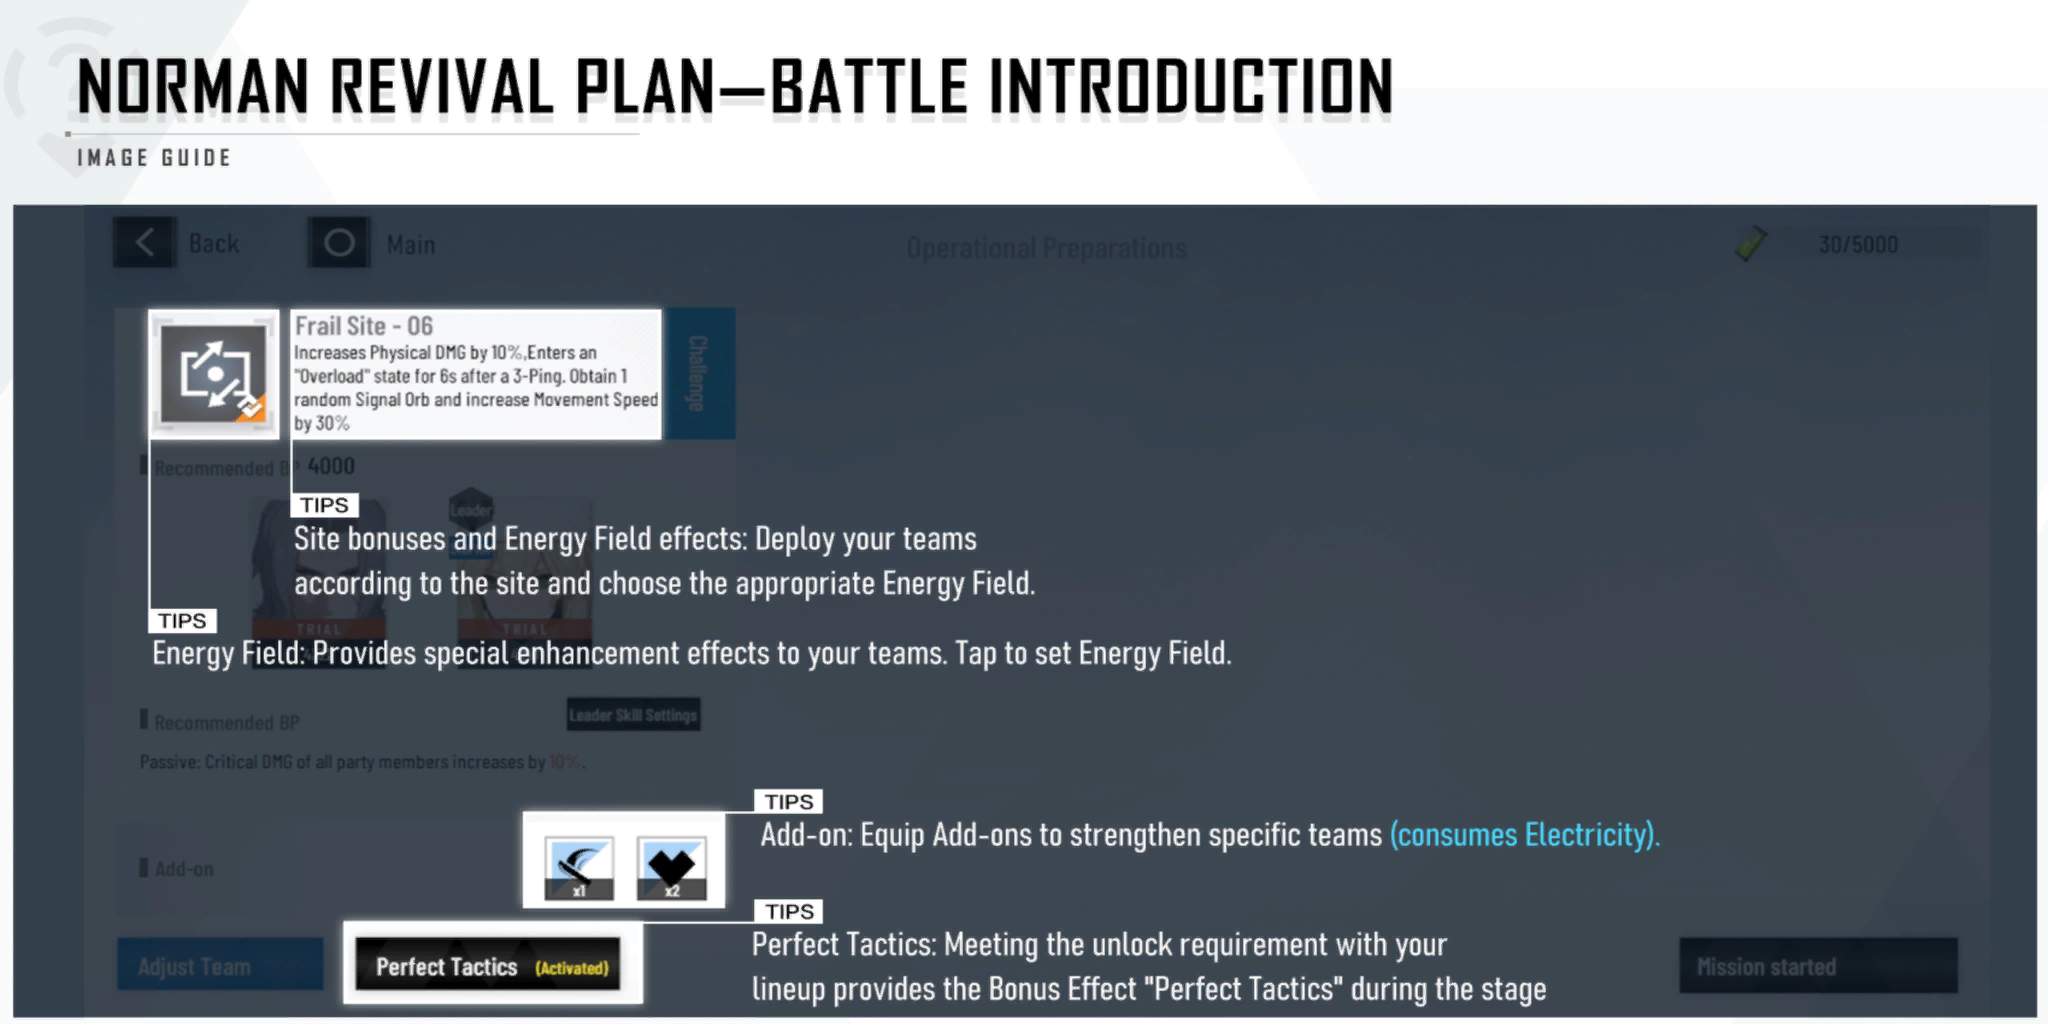 NORMAN REVIVAL PLAN—BATTLE INTRODUCTION
IMAGE GUIDE
Back
Main
Operational Preparations
30/5000
Frail Site - 06
Increases Physical DMG by 10%,Enters an
"Overload" state for 6s after a 3-Ping. Obtain 1
random Signal Orb and increase Movement Speed
by 30%
Challenge
Recommended BP 4000
TIPS
Leader
Site bonuses and Energy Field effects: Deploy your teams
according to the site and choose the appropriate Energy Field.
TIPS
TRIAL
TRIAL
Energy Field: Provides special enhancement effects to your teams. Tap to set Energy Field.
Recommended BP
Leader Skill Settings
Passive: Critical DMG of all party members increases by 10%.
TIPS
Add-on: Equip Add-ons to strengthen specific teams (consumes Electricity).
Add-on
x1
x2
TIPS
Perfect Tactics: Meeting the unlock requirement with your
lineup provides the Bonus Effect "Perfect Tactics" during the stage
Adjust Team
Perfect Tactics (Activated)
Mission started